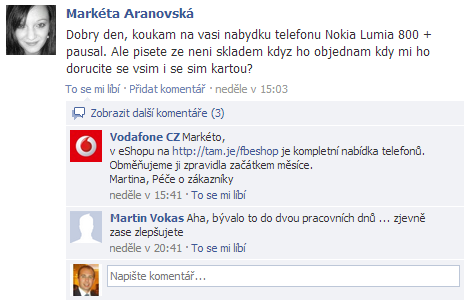 Markéta Aranovská
Dobry den, koukam na vasi nabydku telefonu Nokia Lumia 800 +
pausal. Ale pisete ze neni skladem kdyz ho objednam kdy mi ho
dorucite se vsim i se sim kartou?
To se mi líbí · Přidat komentář · neděle v 15:03
Zobrazit další komentáře (3)
Vodafone CZ Markéto,
v eShopu na http://tam.je/fbeshop je kompletní nabídka telefonů.
Obměňujeme ji zpravidla začátkem měsíce.
Martina, Péče o zákazníky
neděle v 15:41 · To se mi líbí
Martin Vokas Aha, bývalo to do dvou pracovních dnů ... zjevně
zase zlepšujete
neděle v 20:41 · To se mi líbí
Napište komentář...